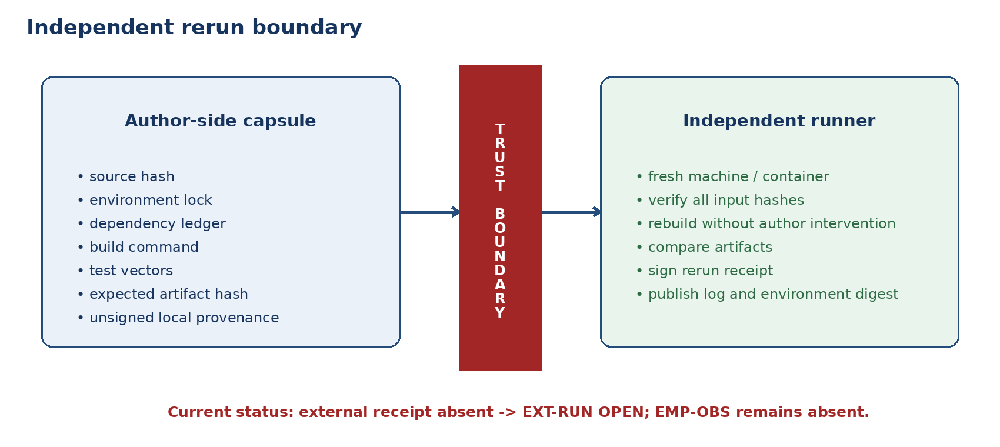 Independent rerun boundary
Author-side capsule
• source hash
• environment lock
• dependency ledger
• build command
• test vectors
• expected artifact hash
• unsigned local provenance
TRUST BOUNDARY
Independent runner
• fresh machine / container
• verify all input hashes
• rebuild without author intervention
• compare artifacts
• sign rerun receipt
• publish log and environment digest
Current status: external receipt absent -> EXT-RUN OPEN; EMP-OBS remains absent.